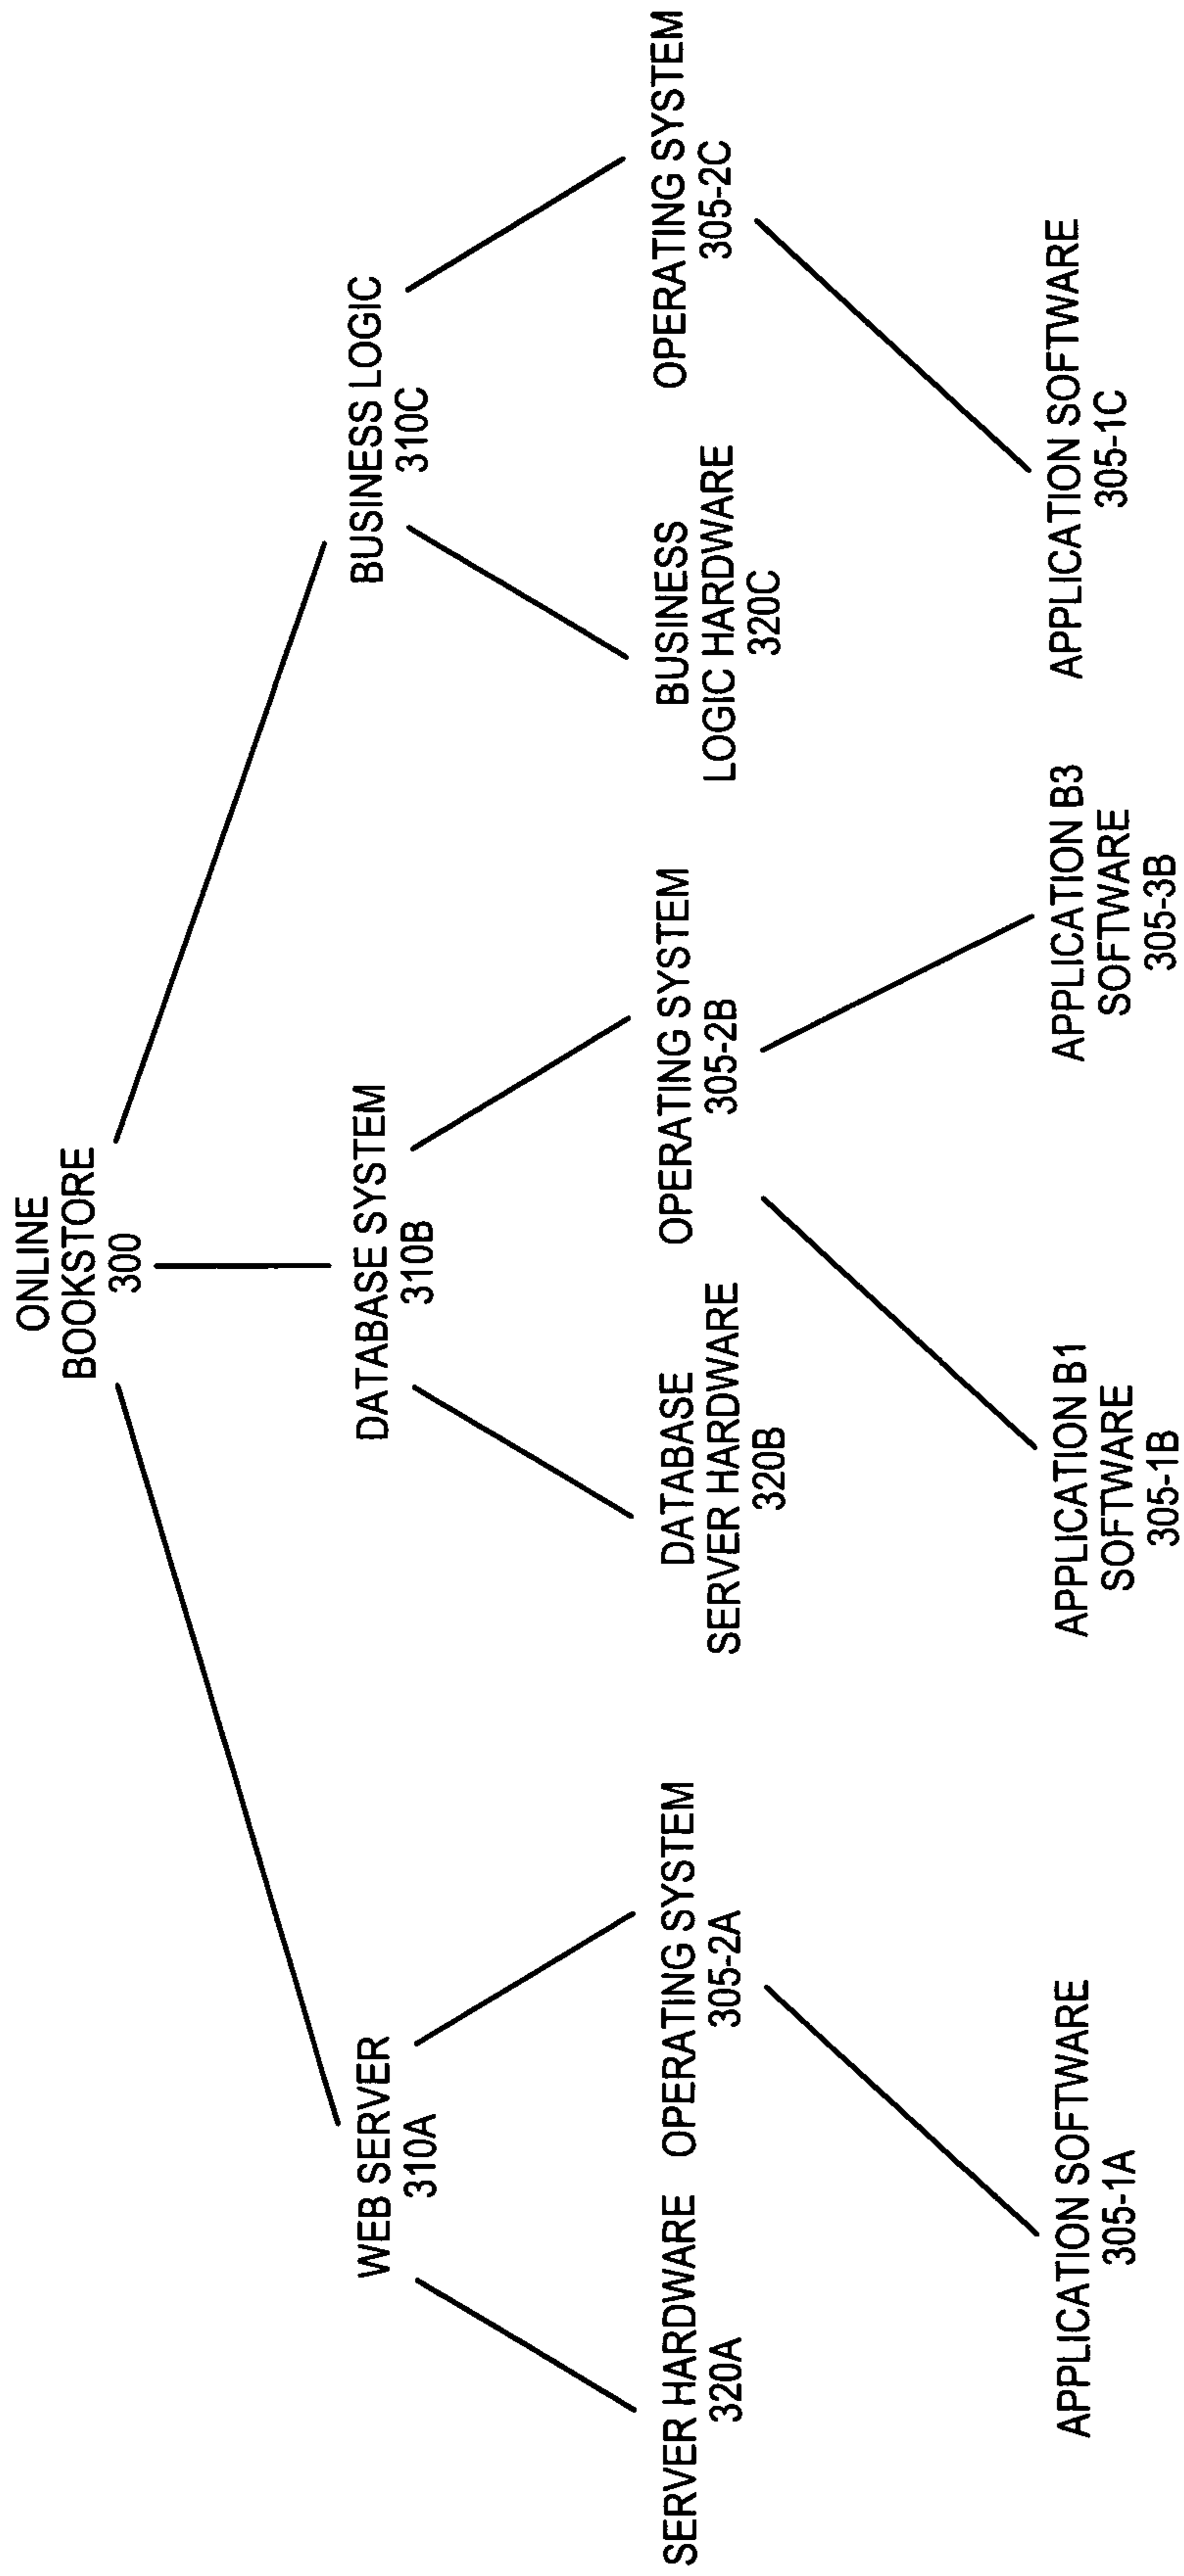 ONLINE
BOOKSTORE
300
WEB SERVER
310A
DATABASE SYSTEM
310B
BUSINESS LOGIC
310C
SERVER HARDWARE
320A
OPERATING SYSTEM
305-2A
DATABASE
SERVER HARDWARE
320B
OPERATING SYSTEM
305-2B
BUSINESS
LOGIC HARDWARE
320C
OPERATING SYSTEM
305-2C
APPLICATION SOFTWARE
305-1A
APPLICATION B1
SOFTWARE
305-1B
APPLICATION B3
SOFTWARE
305-3B
APPLICATION SOFTWARE
305-1C